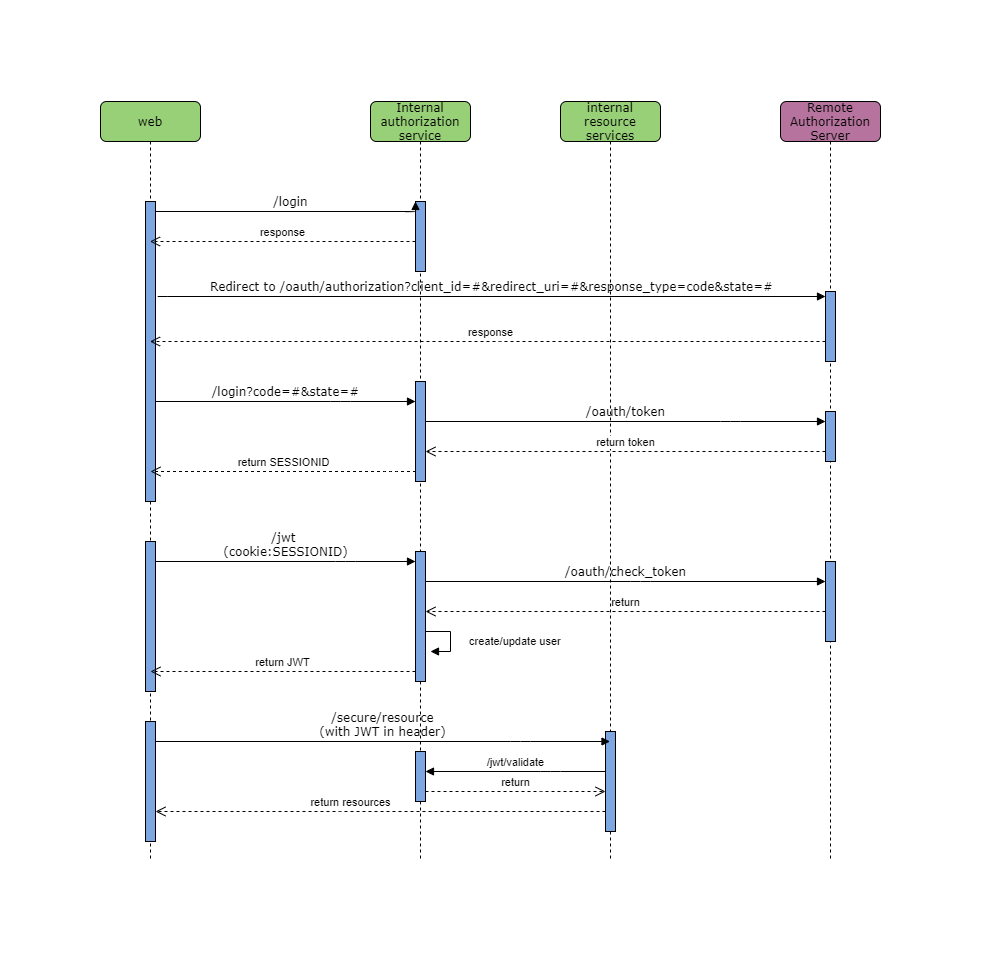 web
Internal
authorization
service
internal
resource
services
Remote
Authorization
Server
/login
response
Redirect to /oauth/authorization?client_id=#&redirect_uri=#&response_type=code&state=#
response
/login?code=#&state=#
/oauth/token
return token
return SESSIONID
/jwt
(cookie:SESSIONID)
/oauth/check_token
return
create/update user
return JWT
/secure/resource
(with JWT in header)
/jwt/validate
return
return resources